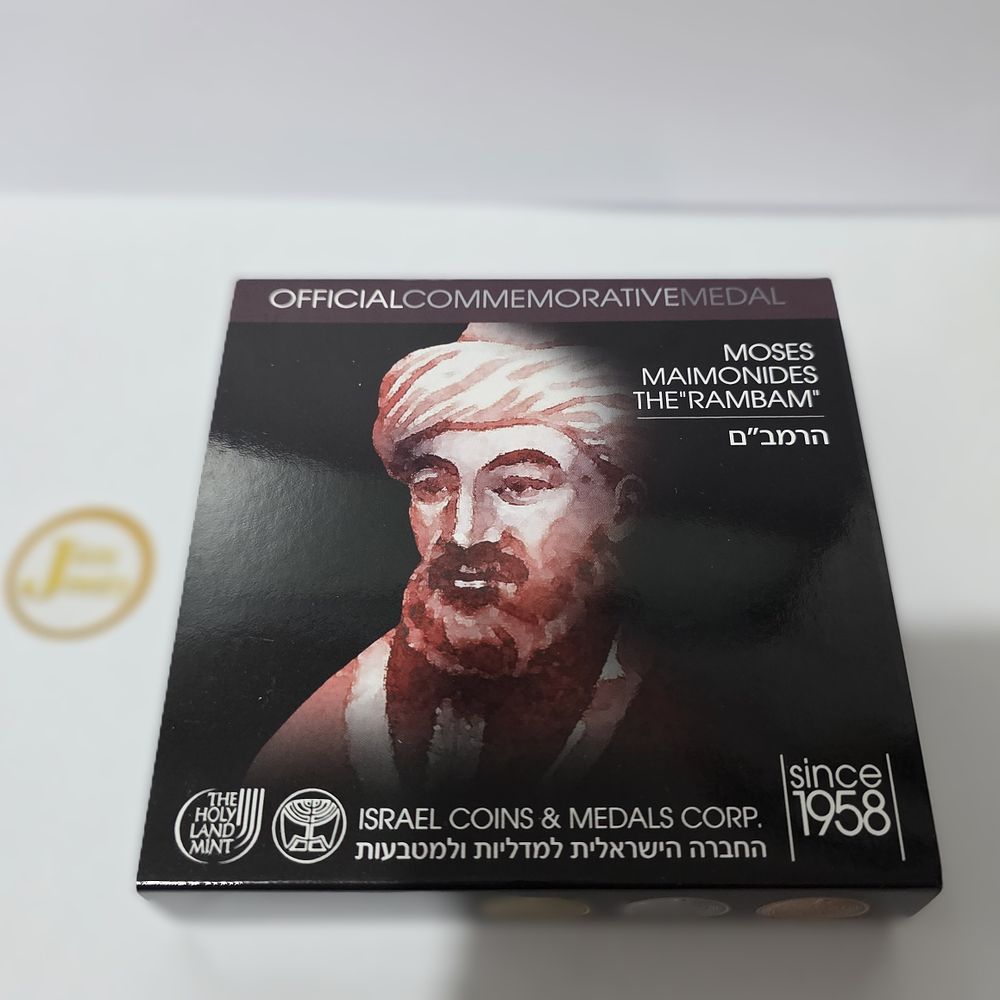 OFFICIALCOMMEMORATIVEMEDAL
MOSES
MAIMONIDES
THE"RAMBAM"
הרמב״ם
THE
HOLY
LAND
MINT
ISRAEL COINS & MEDALS CORP.
החברה הישראלית למדליות ולמטבעות
since
1958